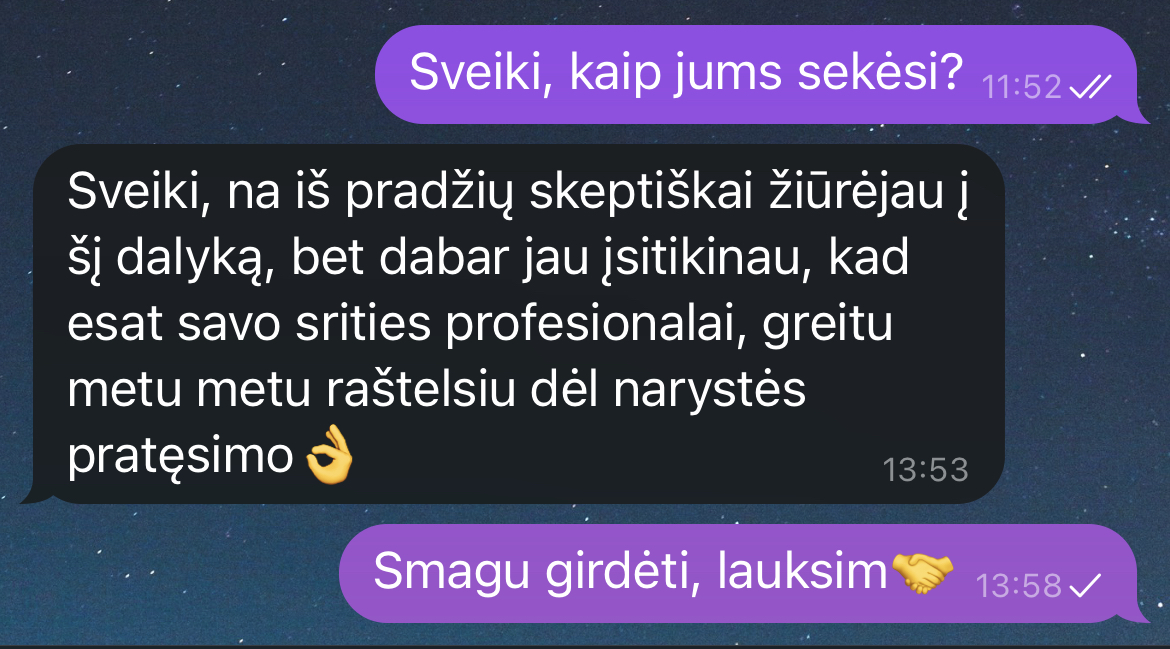 Sveiki, kaip jums sekėsi? 11:52
Sveiki, na iš pradžių skeptiškai žiūrėjau į
šį dalyką, bet dabar jau įsitikinau, kad
esat savo srities profesionalai, greitu
metu metu raštelsiu dėl narystės
pratęsimo👌 13:53
Smagu girdėti, lauksim🤝 13:58